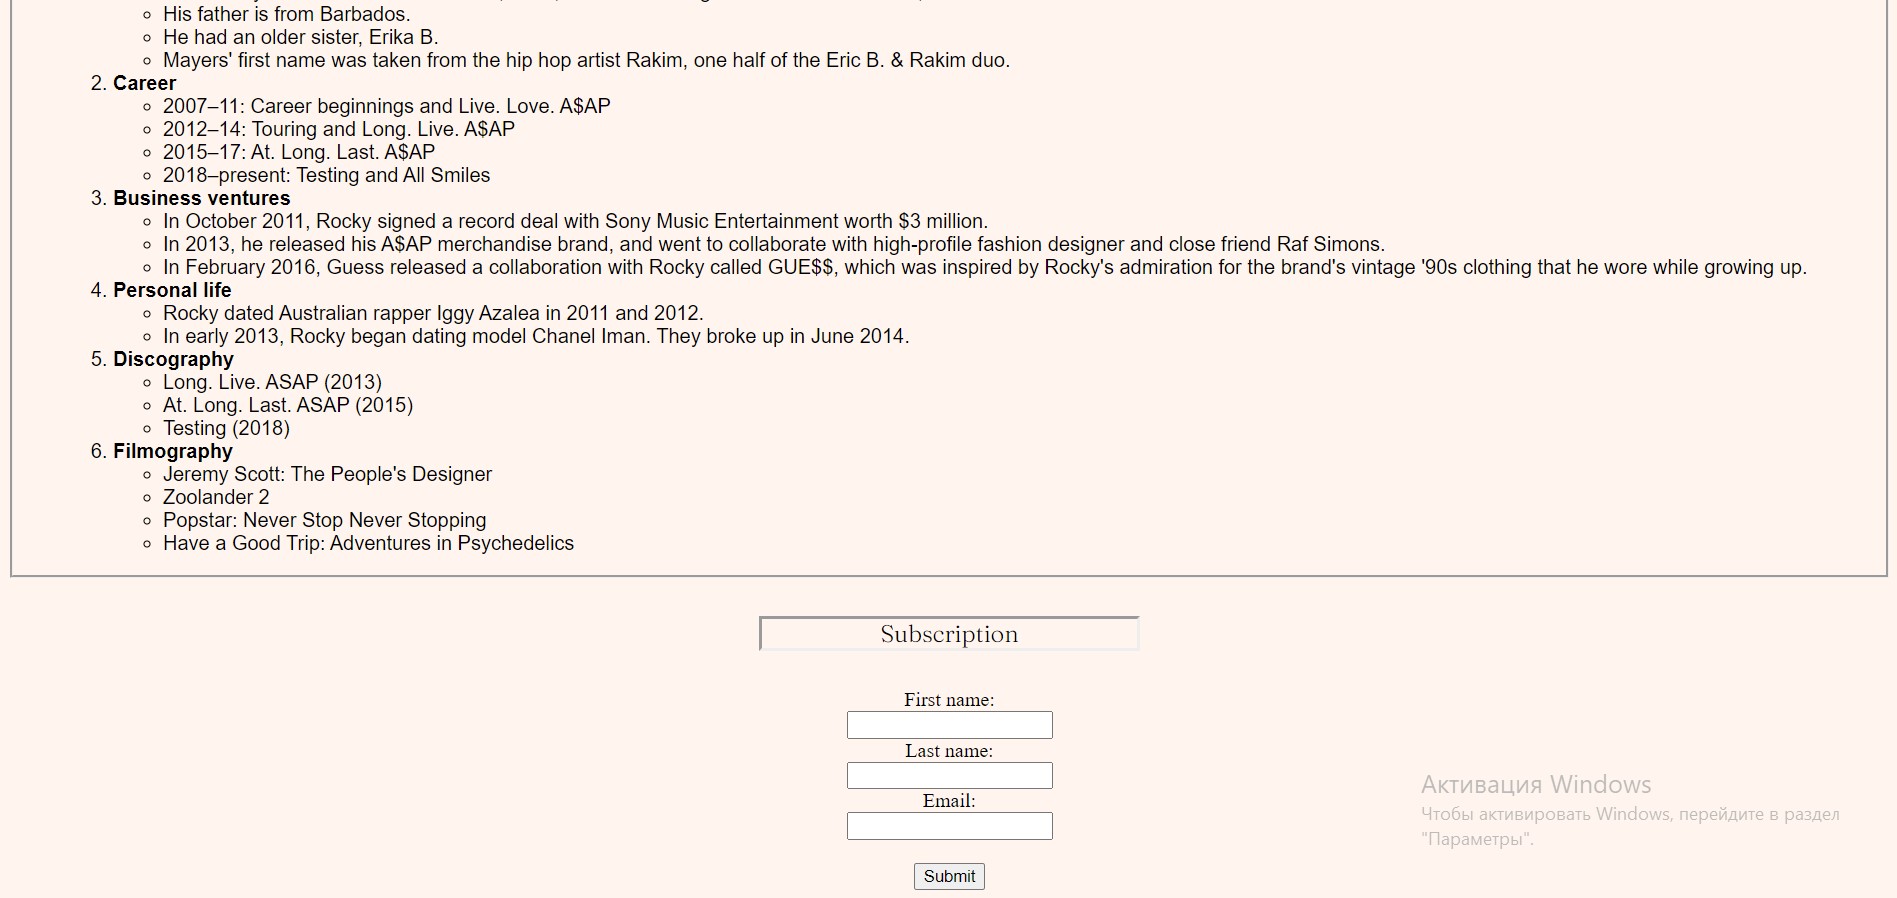 His father is from Barbados.
He had an older sister, Erika B.
Mayers' first name was taken from the hip hop artist Rakim, one half of the Eric B. & Rakim duo.
2. Career
2007–11: Career beginnings and Live. Love. A$AP
2012–14: Touring and Long. Live. A$AP
2015–17: At. Long. Last. A$AP
2018–present: Testing and All Smiles
3. Business ventures
In October 2011, Rocky signed a record deal with Sony Music Entertainment worth $3 million.
In 2013, he released his A$AP merchandise brand, and went to collaborate with high-profile fashion designer and close friend Raf Simons.
In February 2016, Guess released a collaboration with Rocky called GUE$$, which was inspired by Rocky's admiration for the brand's vintage '90s clothing that he wore while growing up.
4. Personal life
Rocky dated Australian rapper Iggy Azalea in 2011 and 2012.
In early 2013, Rocky began dating model Chanel Iman. They broke up in June 2014.
5. Discography
Long. Live. ASAP (2013)
At. Long. Last. ASAP (2015)
Testing (2018)
6. Filmography
Jeremy Scott: The People's Designer
Zoolander 2
Popstar: Never Stop Never Stopping
Have a Good Trip: Adventures in Psychedelics
Subscription
First name:
Last name:
Email:
Submit
Активация Windows
Чтобы активировать Windows, перейдите в раздел
"Параметры".